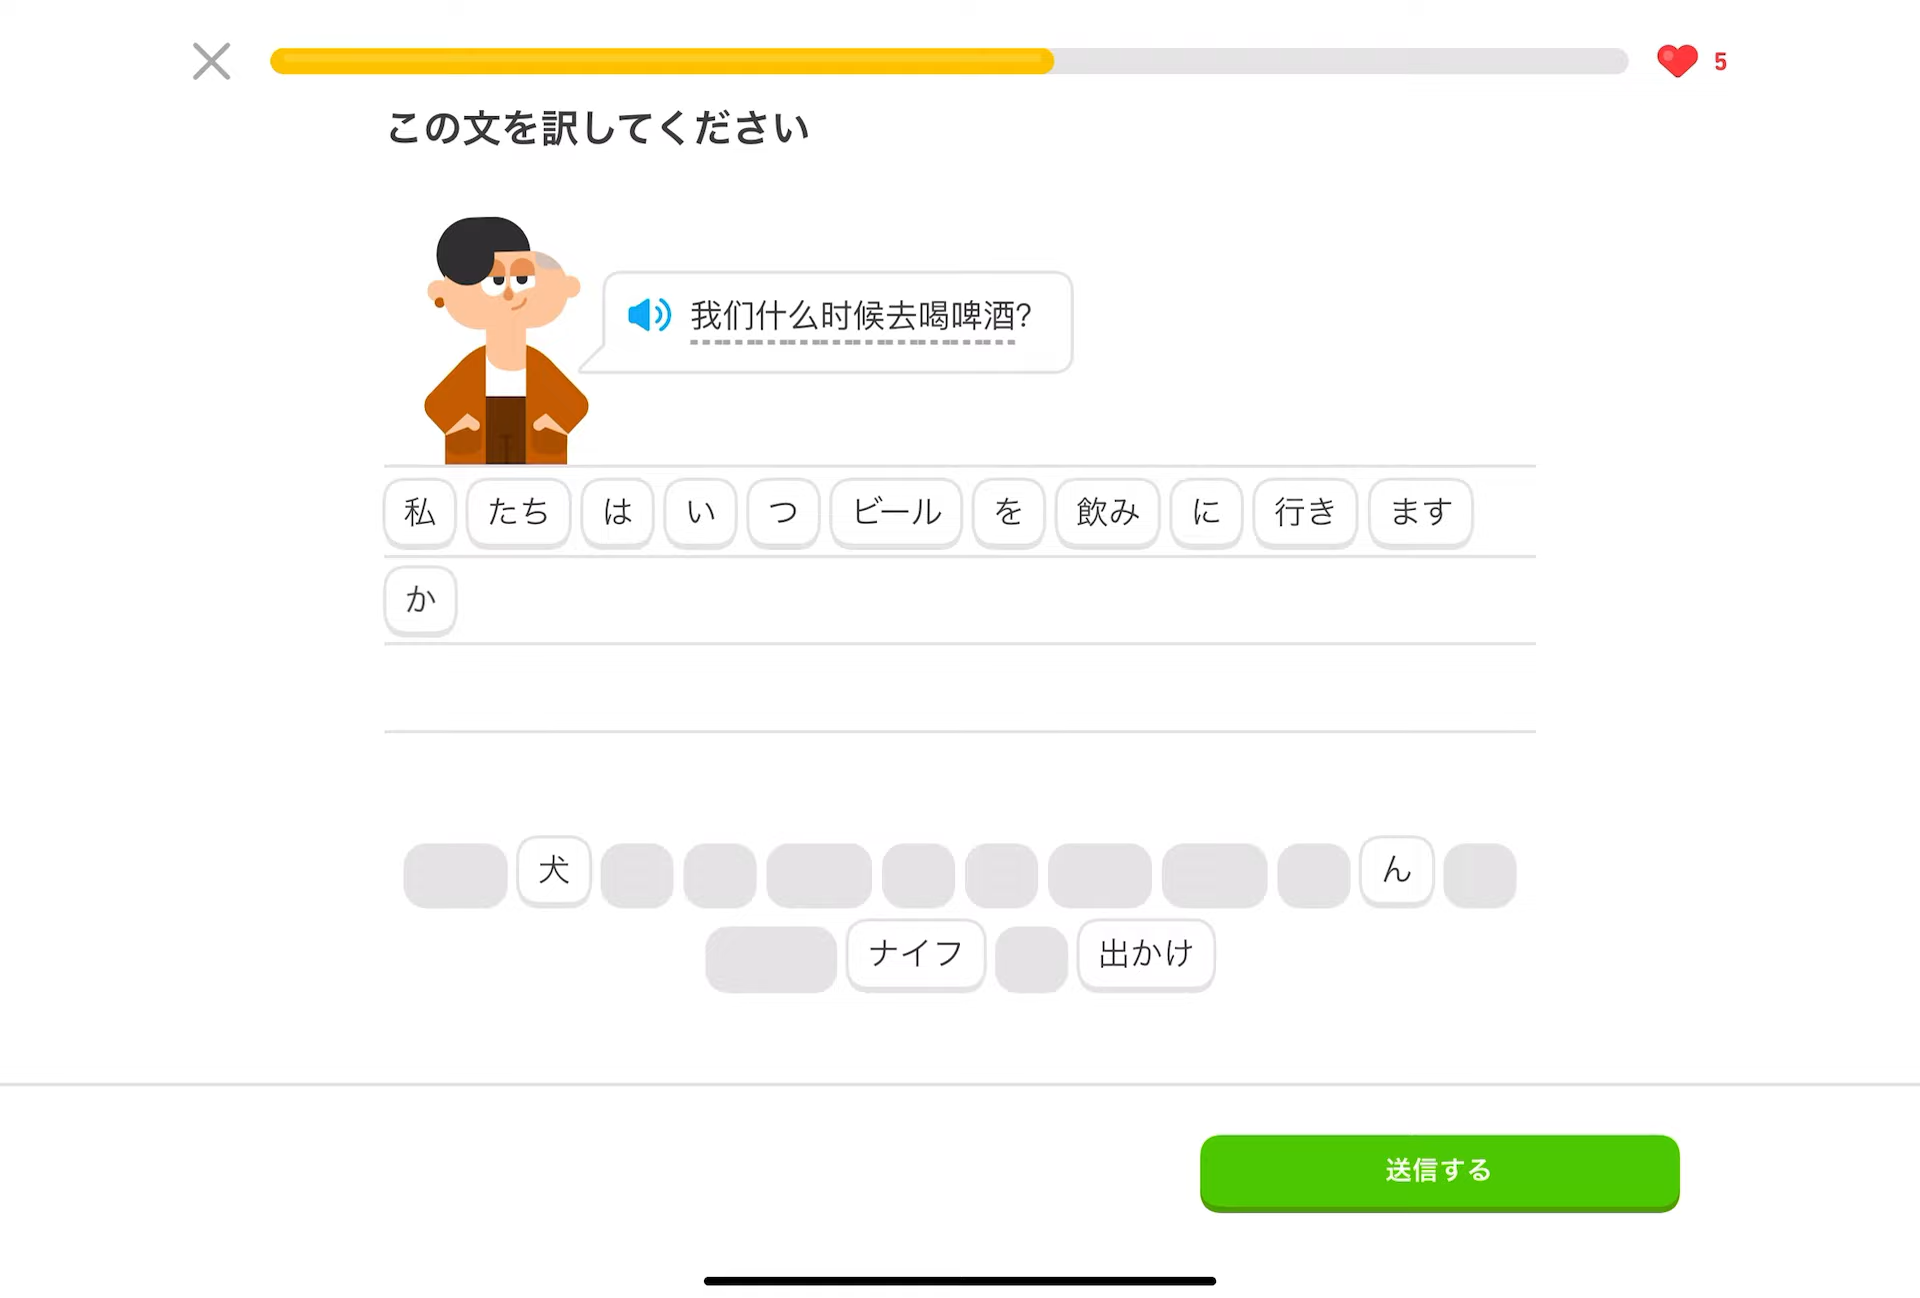 5
この文を訳してください
我们什么时候去喝啤酒?
私 たち は い つ ビール を 飲み に 行き ます
か
犬 ん
ナイフ 出かけ
送信する